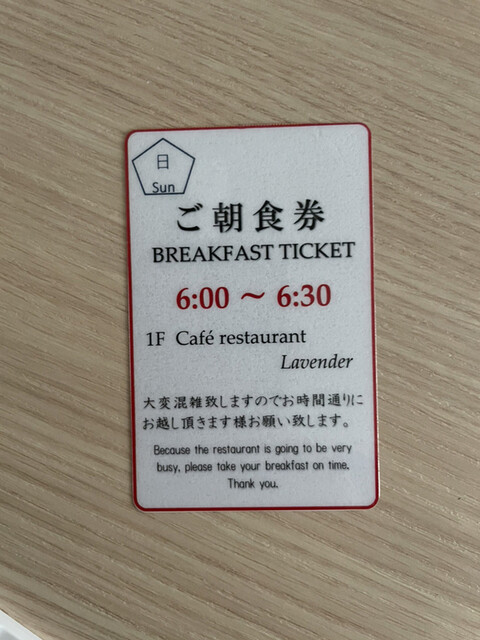 日
Sun
ご朝食券
BREAKFAST TICKET
6:00 ～ 6:30
1F Café restaurant
Lavender
大変混雑致しますのでお時間通りに
お越し頂きます様お願い致します。
Because the restaurant is going to be very
busy, please take your breakfast on time.
Thank you.